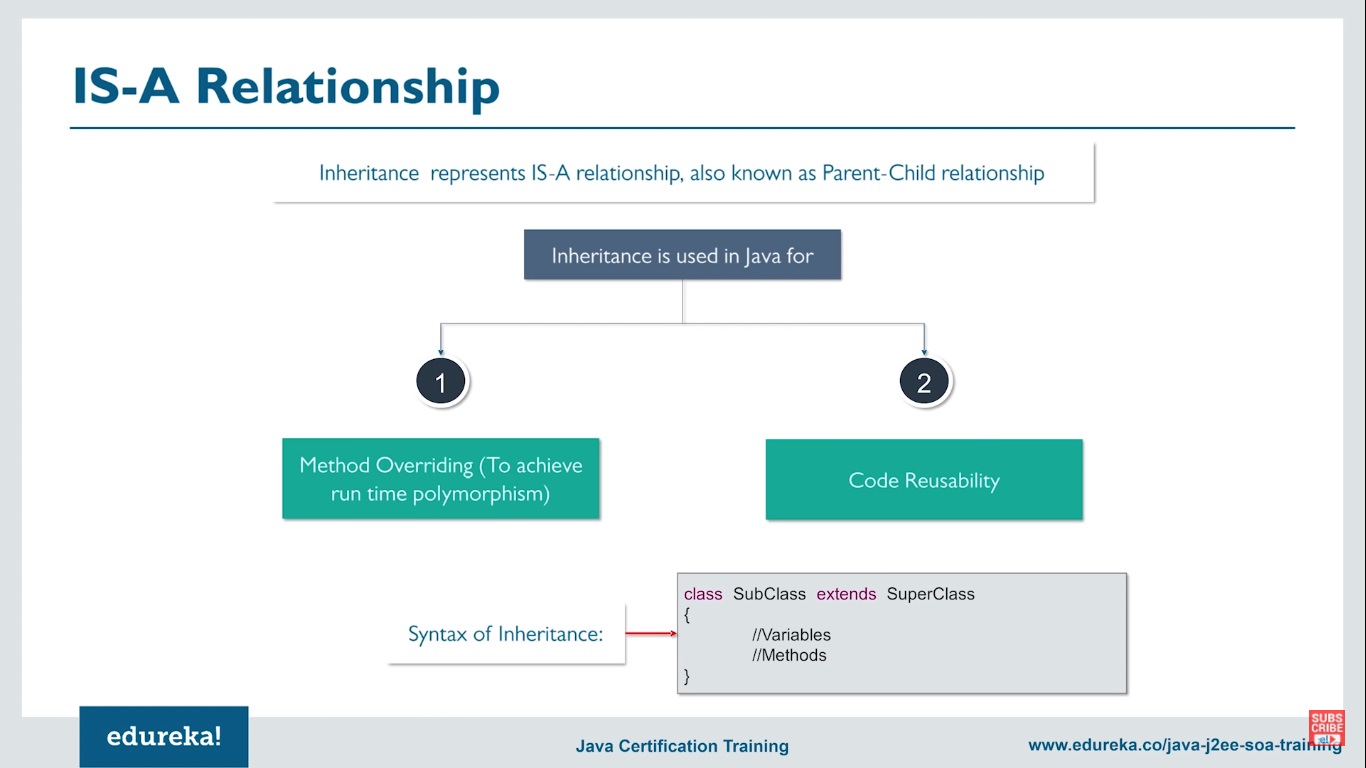 IS-A Relationship
Inheritance represents IS-A relationship, also known as Parent-Child relationship
Inheritance is used in Java for
1
2
Method Overriding (To achieve
run time polymorphism)
Code Reusability
Syntax of Inheritance:
class SubClass extends SuperClass
{
//Variables
//Methods
}
edureka!
Java Certification Training
www.edureka.co/java-j2ee-soa-training
SUBS
CRIBE